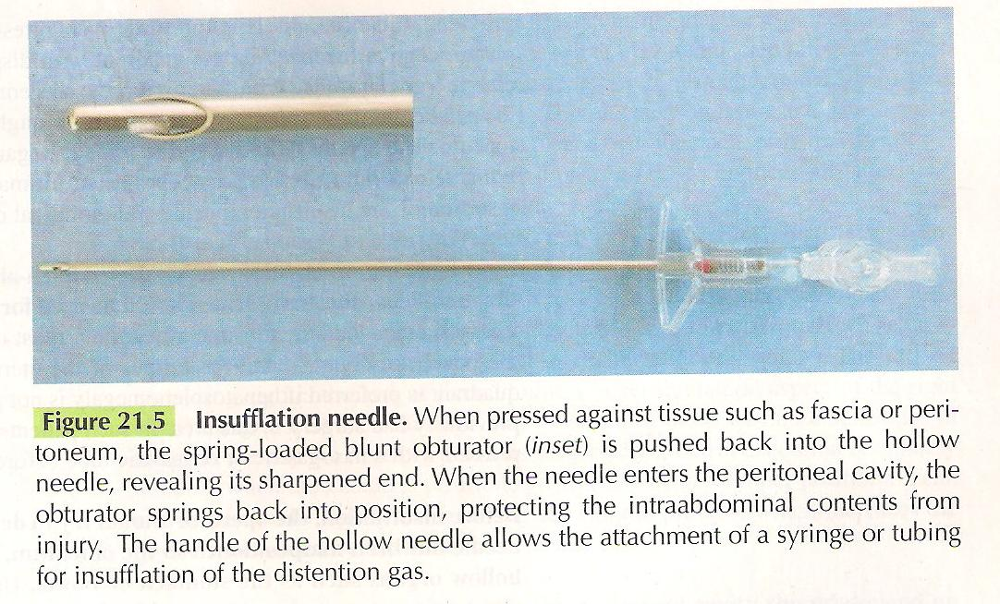 Figure 21.5 Insufflation needle. When pressed against tissue such as fascia or peri-
toneum, the spring-loaded blunt obturator (inset) is pushed back into the hollow
needle, revealing its sharpened end. When the needle enters the peritoneal cavity, the
obturator springs back into position, protecting the intraabdominal contents from
injury. The handle of the hollow needle allows the attachment of a syringe or tubing
for insufflation of the distention gas.